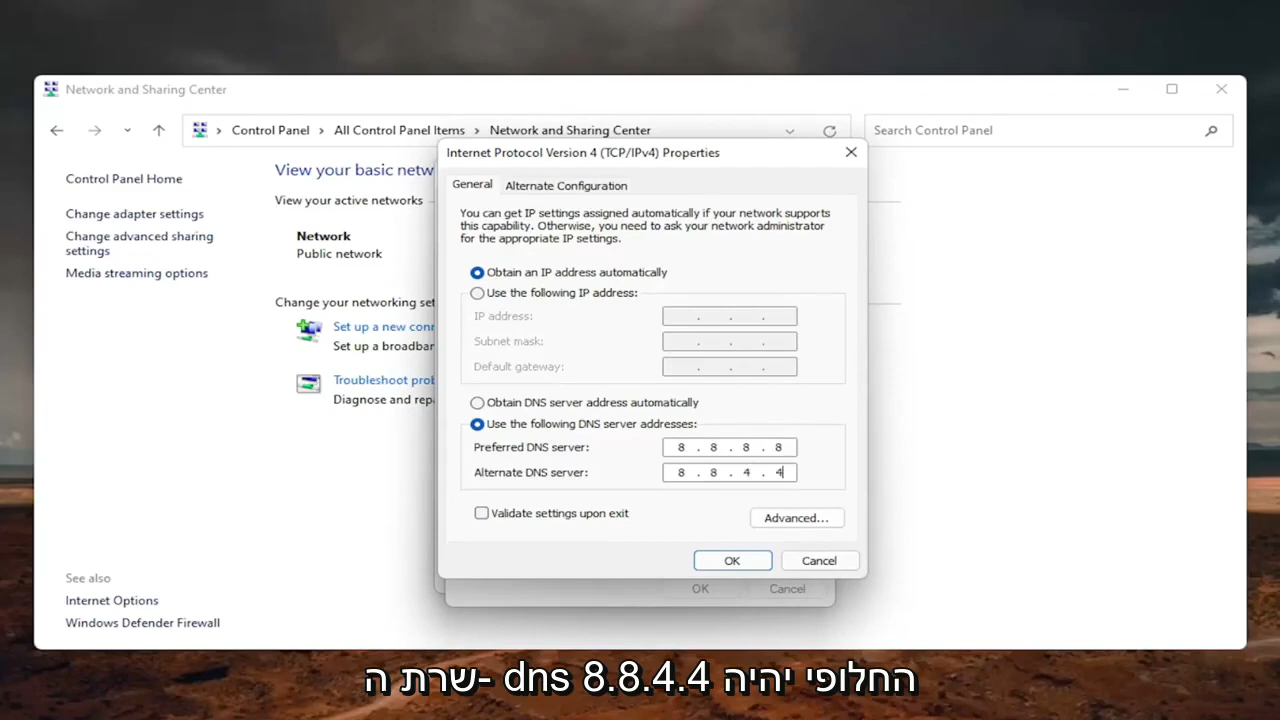 Network and Sharing Center
Control Panel > All Control Panel Items > Network and Sharing Center
Search Control Panel
Control Panel Home
Change adapter settings
Change advanced sharing
settings
Media streaming options
See also
Internet Options
Windows Defender Firewall
View your basic netw
View your active networks
Network
Public network
Change your networking set
Set up a new conn
Set up a broadbar
Troubleshoot prob
Diagnose and repa
Internet Protocol Version 4 (TCP/IPv4) Properties
General
Alternate Configuration
You can get IP settings assigned automatically if your network supports
this capability. Otherwise, you need to ask your network administrator
for the appropriate IP settings.
Obtain an IP address automatically
Use the following IP address:
IP address: . . .
Subnet mask: . . .
Default gateway: . . .
Obtain DNS server address automatically
Use the following DNS server addresses:
Preferred DNS server: 8 . 8 . 8 . 8
Alternate DNS server: 8 . 8 . 4 . 4
Validate settings upon exit
Advanced...
OK
Cancel
OK
Cancel
שרת ה- dns החלופי יהיה 8.8.4.4